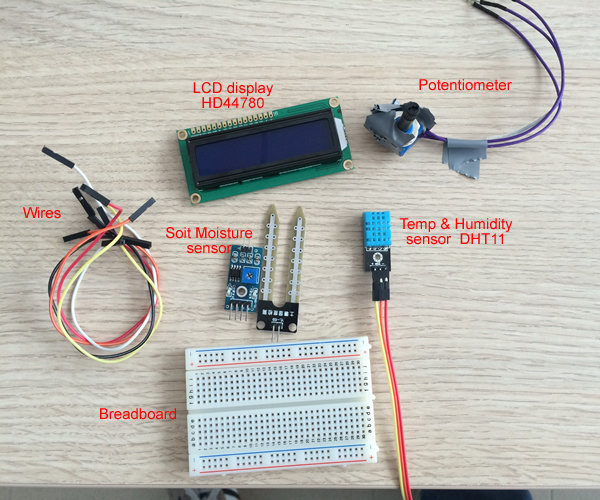 LCD display
HD44780
Potentiometer
Wires
Soit Moisture
sensor
Temp & Humidity
sensor DHT11
Breadboard